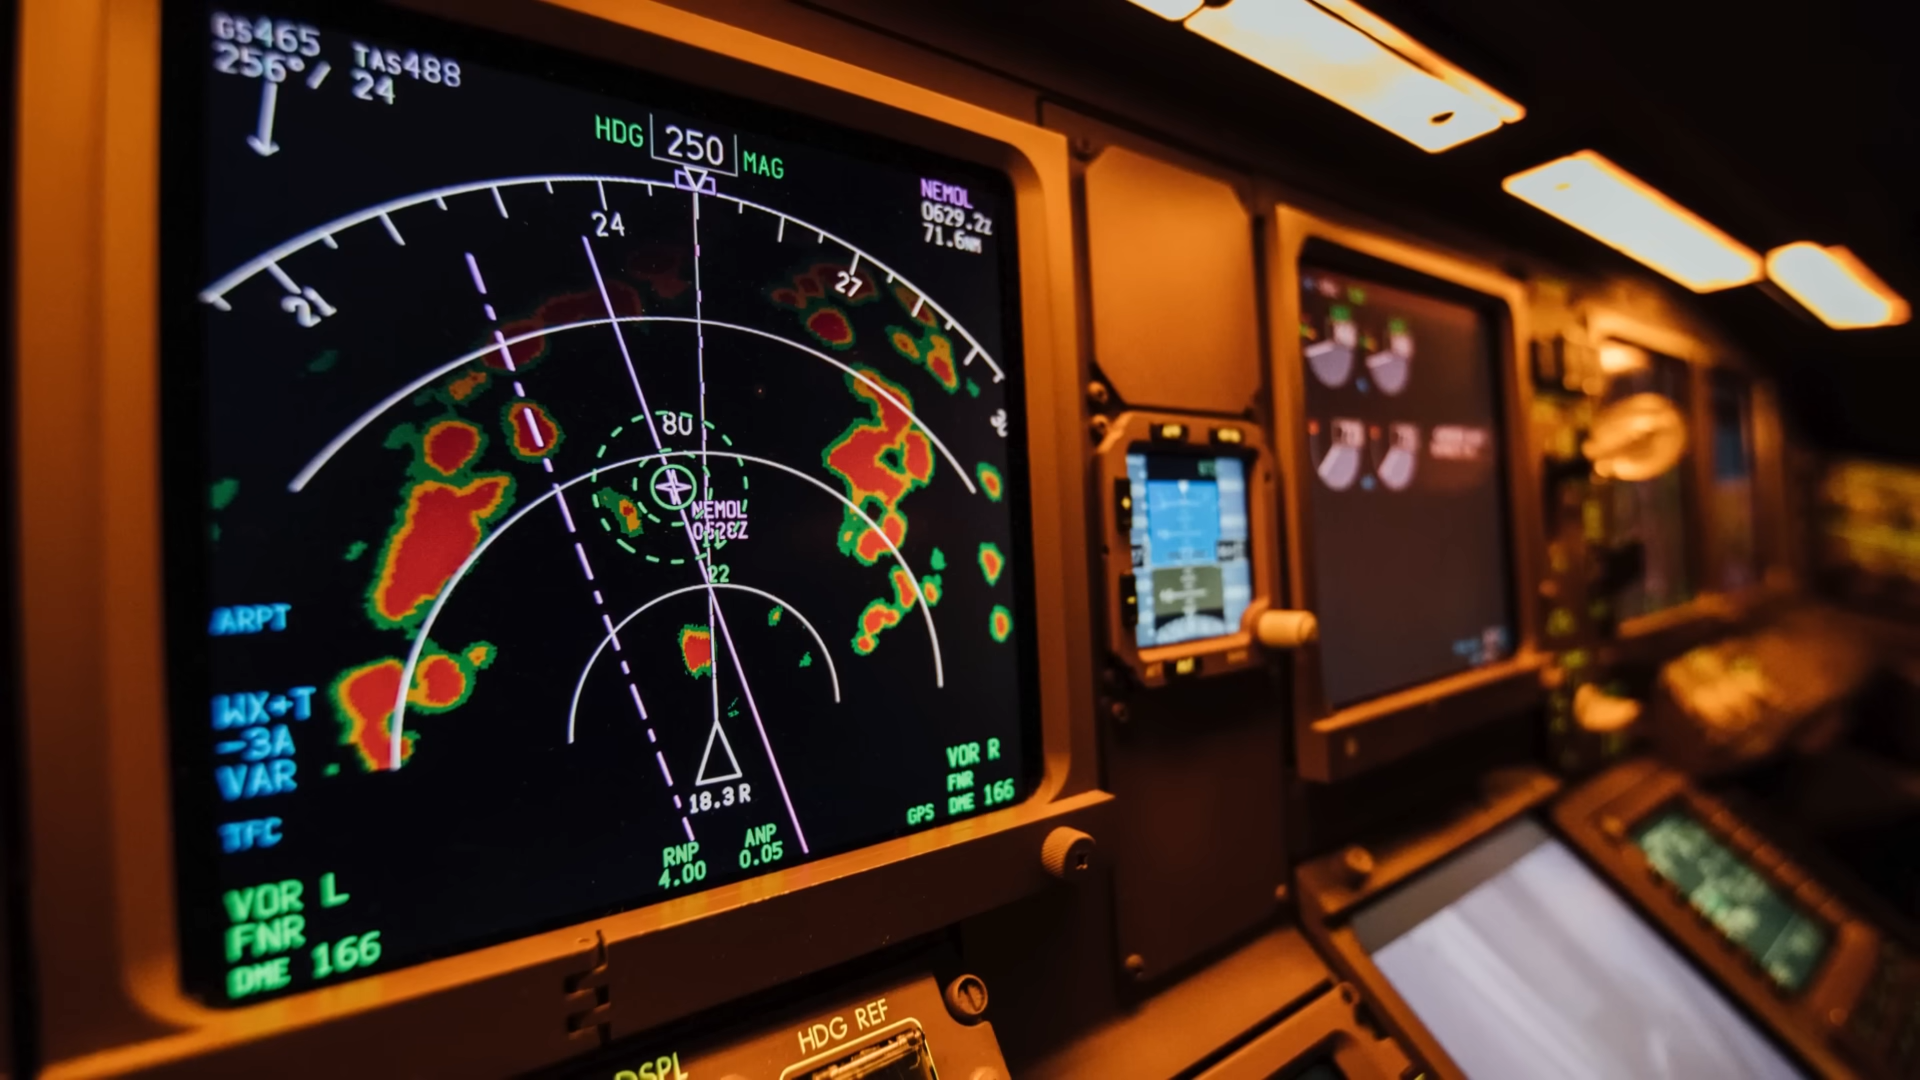 GS465 TAS488
256°/ 24
HDG 250 MAG
NEMOL
0629.2z
71.6NM
24
27
21
80
NEMOL
0628Z
22
ARPT
WX+T
-3A
VAR
TFC
18.3R
VOR L
FNR
DME 166
RNP
4.00
ANP
0.05
VOR R
FNR
GPS DME 166
HDG REF
DSPL